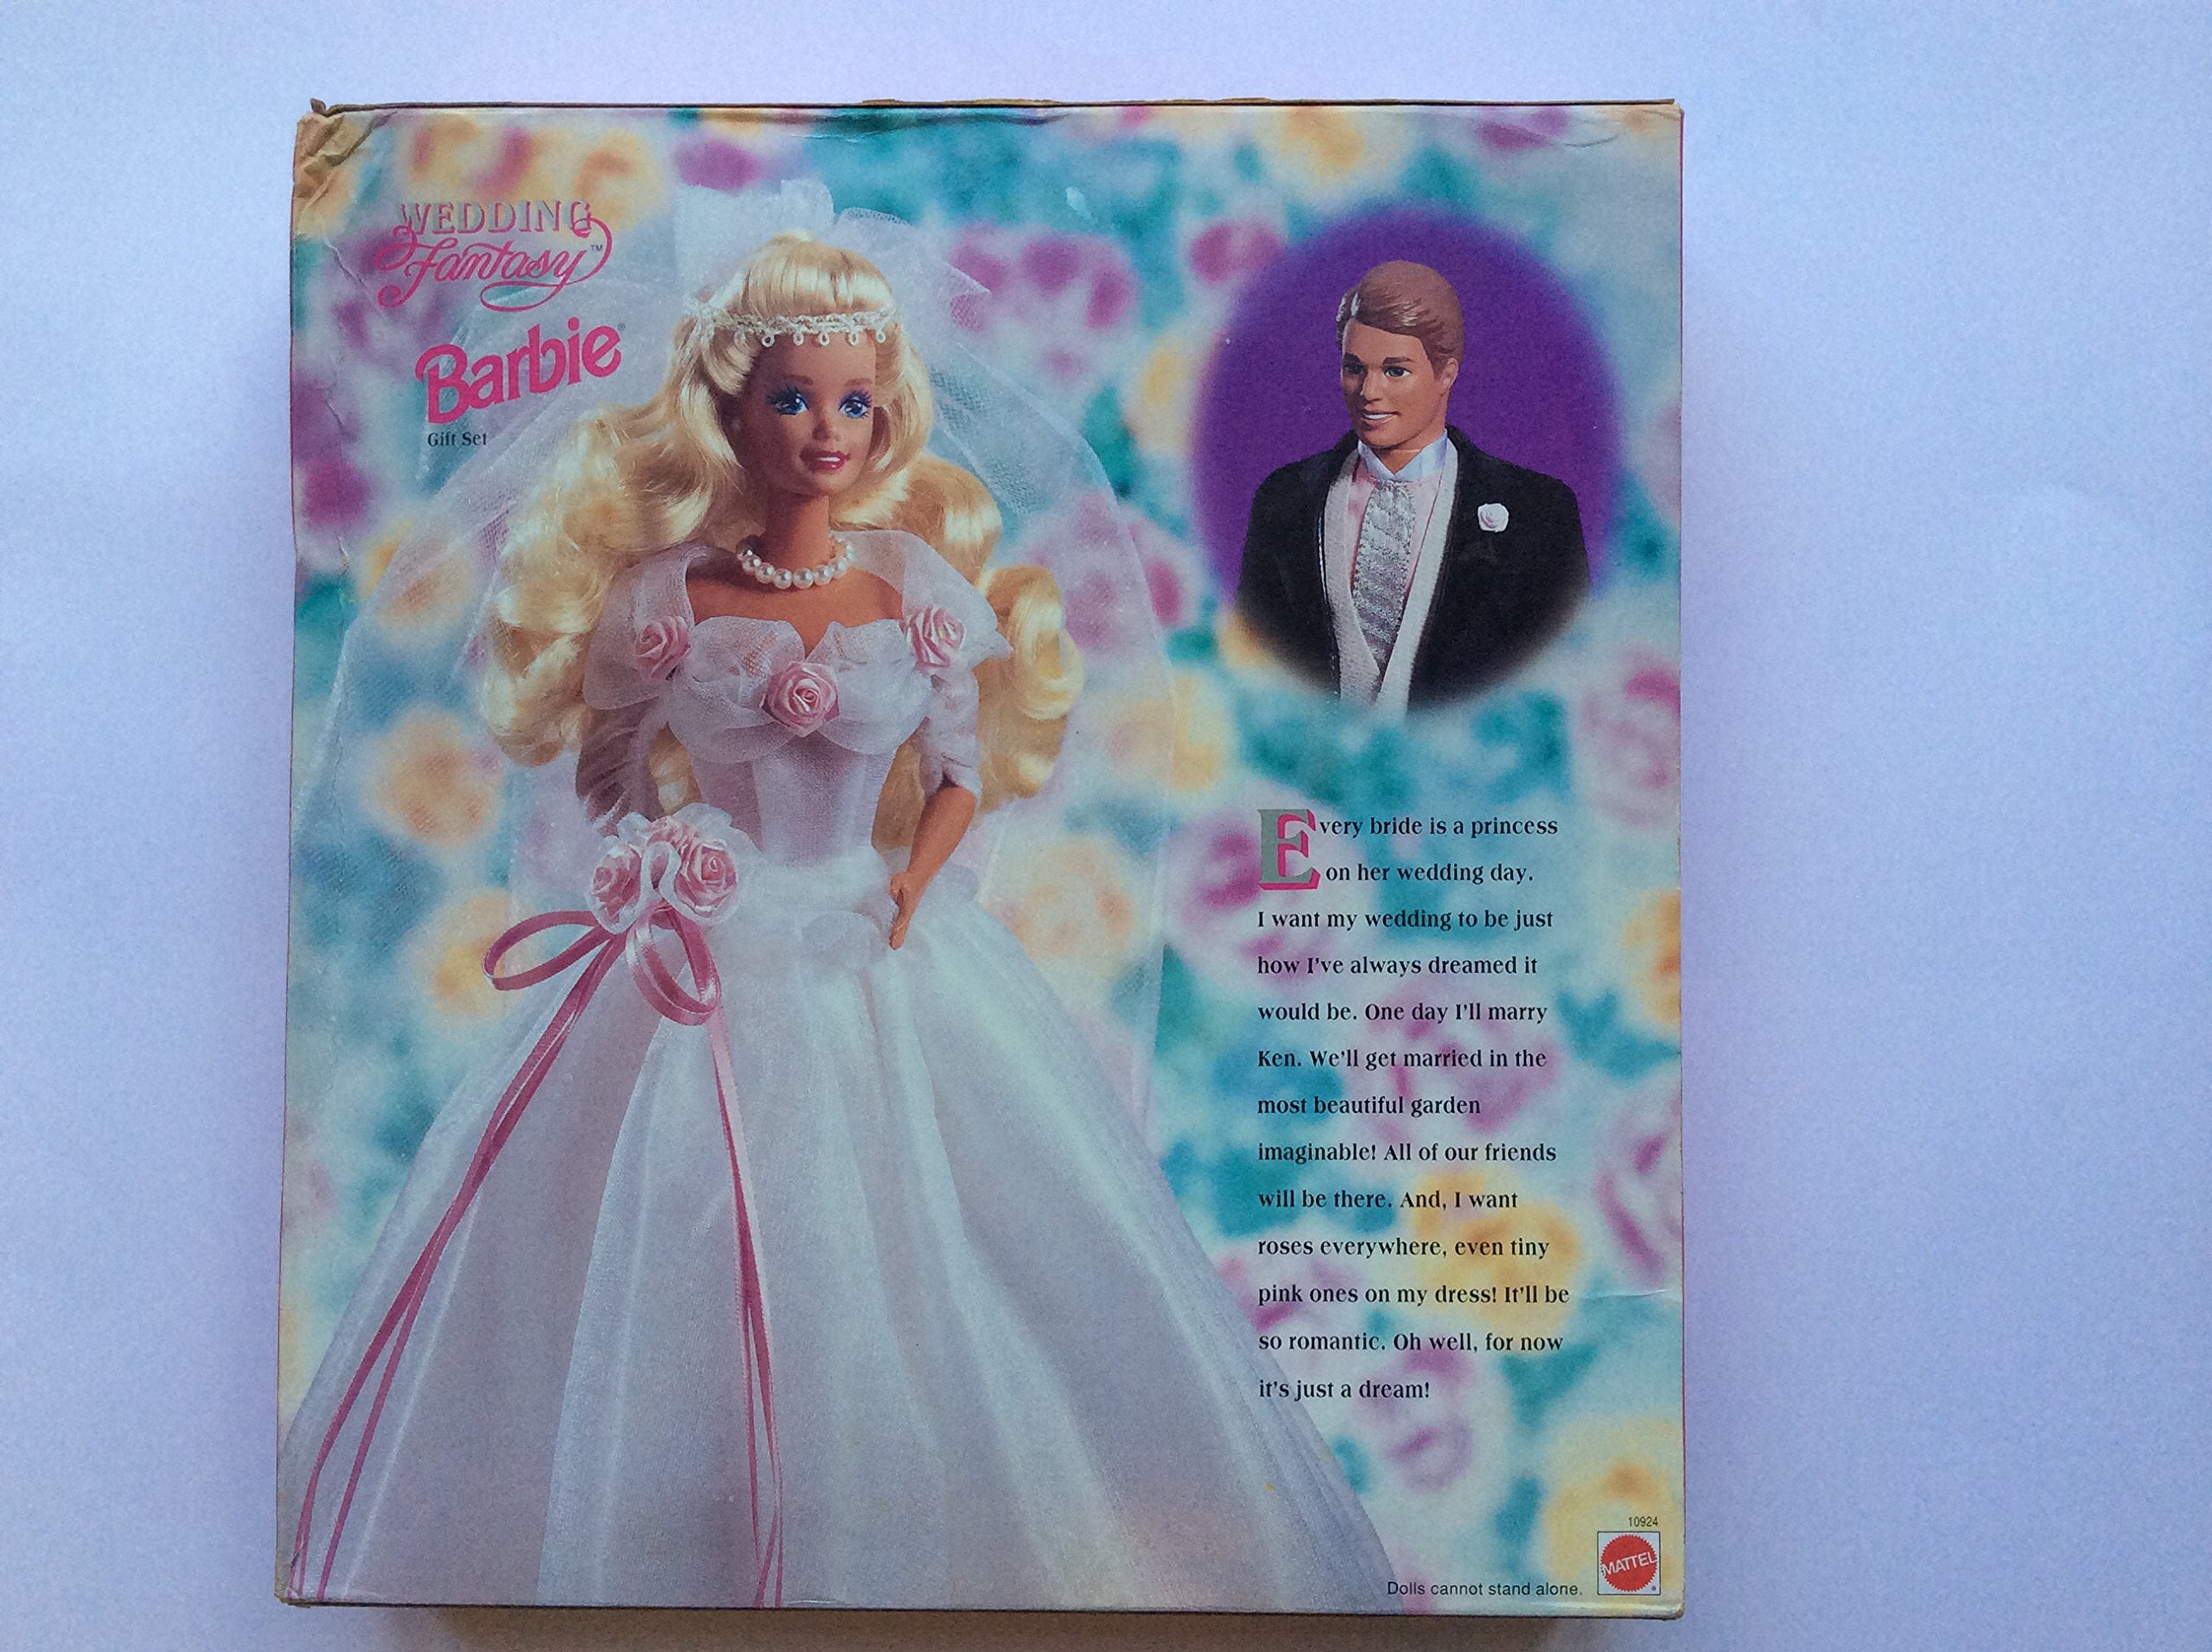 WEDDING
Fantasy™
Barbie®
Gift Set
Every bride is a princess
on her wedding day.
I want my wedding to be just
how I've always dreamed it
would be. One day I'll marry
Ken. We'll get married in the
most beautiful garden
imaginable! All of our friends
will be there. And, I want
roses everywhere, even tiny
pink ones on my dress! It'll be
so romantic. Oh well, for now
it's just a dream!
10924
MATTEL®
Dolls cannot stand alone.